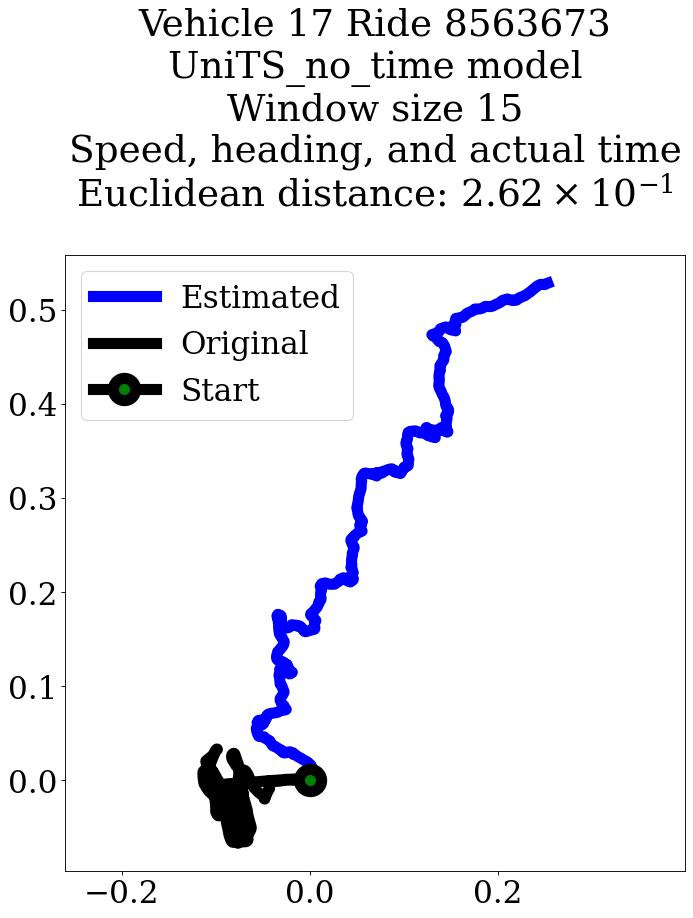 Vehicle 17 Ride 8563673
UniTS_no_time model
Window size 15
Speed, heading, and actual time
Euclidean distance: 2.62 × 10⁻¹
Estimated
Original
Start
0.5
0.4
0.3
0.2
0.1
0.0
−0.2 0.0 0.2